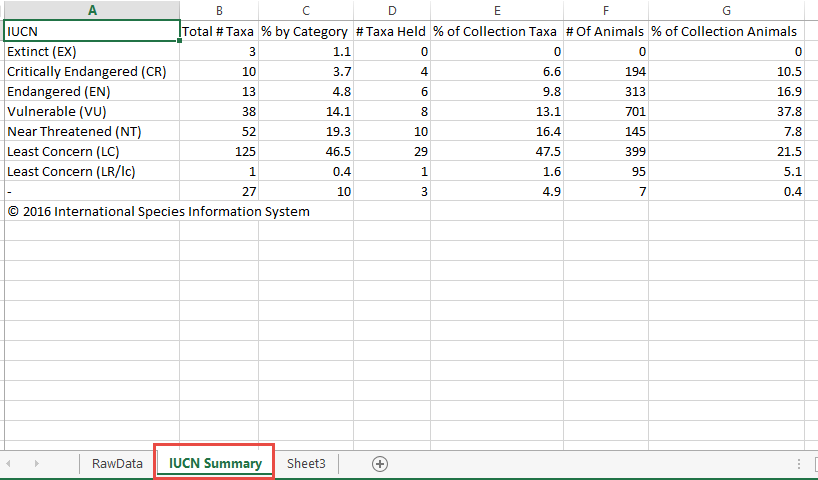 A B C D E F G
IUCN Total # Taxa % by Category # Taxa Held % of Collection Taxa # Of Animals % of Collection Animals
Extinct (EX) 3 1.1 0 0 0 0
Critically Endangered (CR) 10 3.7 4 6.6 194 10.5
Endangered (EN) 13 4.8 6 9.8 313 16.9
Vulnerable (VU) 38 14.1 8 13.1 701 37.8
Near Threatened (NT) 52 19.3 10 16.4 145 7.8
Least Concern (LC) 125 46.5 29 47.5 399 21.5
Least Concern (LR/lc) 1 0.4 1 1.6 95 5.1
- 27 10 3 4.9 7 0.4
© 2016 International Species Information System
RawData IUCN Summary Sheet3